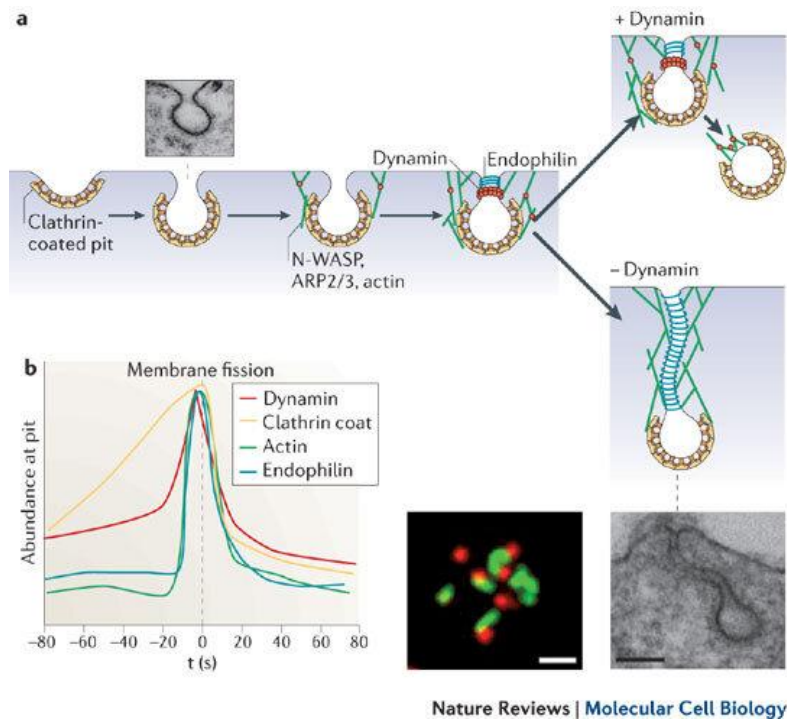 a
+ Dynamin
Dynamin
Endophilin
Clathrin-
coated pit
N-WASP,
ARP2/3, actin
– Dynamin
b
Membrane fission
Dynamin
Clathrin coat
Actin
Endophilin
Abundance at pit
–80 –60 –40 –20 0 20 40 60 80
t (s)
Nature Reviews | Molecular Cell Biology